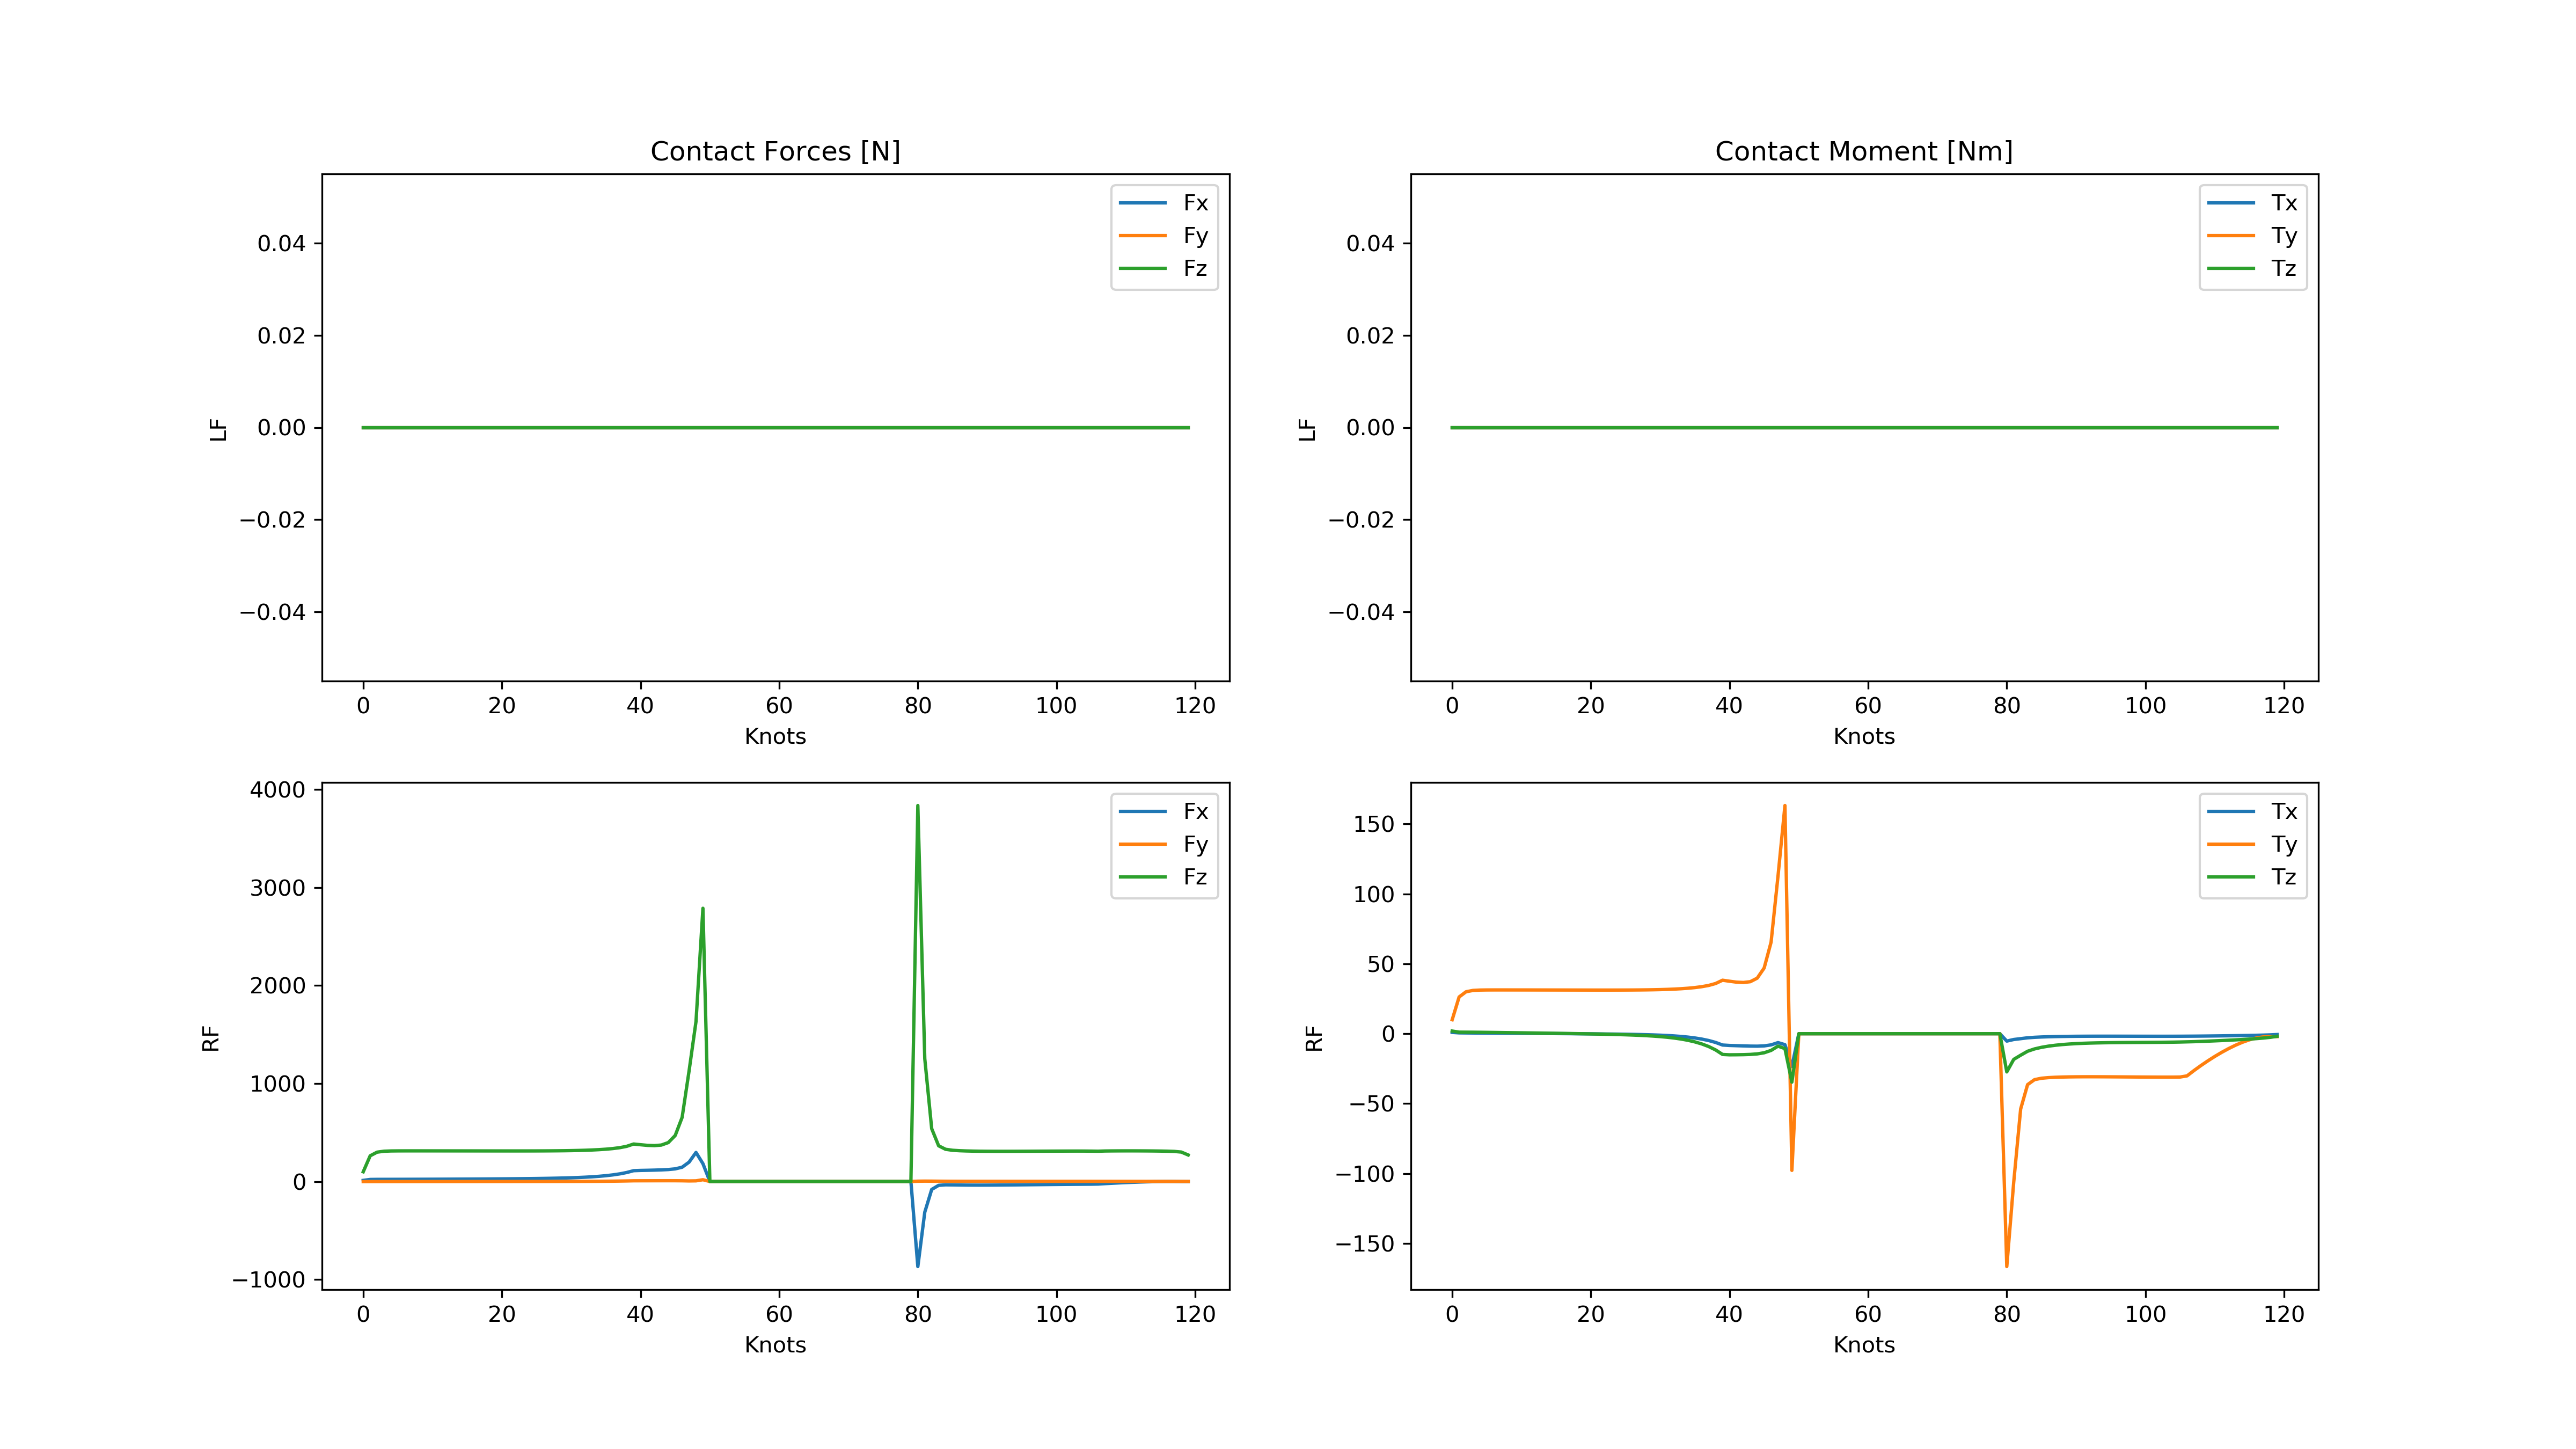 Contact Forces [N]
Contact Moment [Nm]
LF
0.04
0.02
0.00
−0.02
−0.04
Fx
Fy
Fz
0 20 40 60 80 100 120
Knots
LF
0.04
0.02
0.00
−0.02
−0.04
Tx
Ty
Tz
0 20 40 60 80 100 120
Knots
RF
4000
3000
2000
1000
0
−1000
Fx
Fy
Fz
0 20 40 60 80 100 120
Knots
RF
150
100
50
0
−50
−100
−150
Tx
Ty
Tz
0 20 40 60 80 100 120
Knots